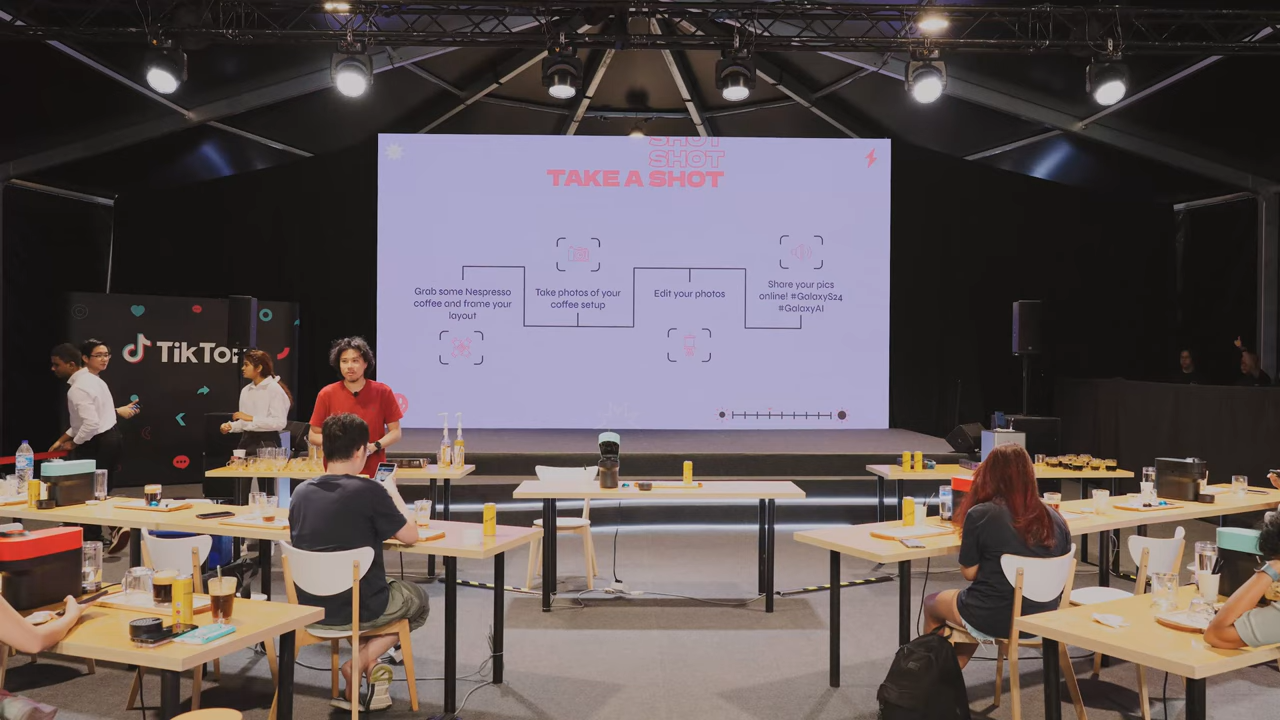 SHOT
SHOT
TAKE A SHOT
Grab some Nespresso
coffee and frame your
layout
Take photos of your
coffee setup
Edit your photos
Share your pics
online! #GalaxyS24
#GalaxyAI
TikTok